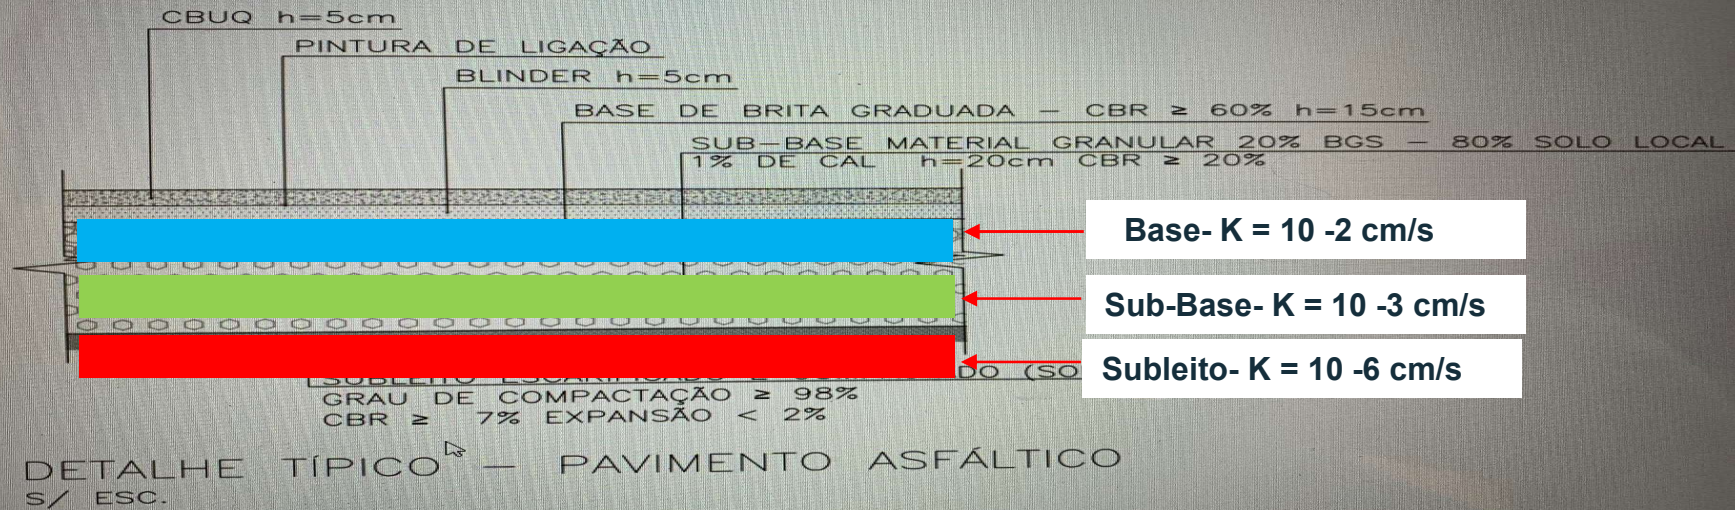 CBUQ h=5cm
PINTURA DE LIGAÇÃO
BLINDER h=5cm
BASE DE BRITA GRADUADA – CBR ≥ 60% h=15cm
SUB-BASE MATERIAL GRANULAR 20% BGS – 80% SOLO LOCAL
1% DE CAL h=20cm CBR ≥ 20%
Base- K = 10 -2 cm/s
Sub-Base- K = 10 -3 cm/s
Subleito- K = 10 -6 cm/s
SUBLEITO
GRAU DE COMPACTAÇÃO ≥ 98%
CBR ≥ 7% EXPANSÃO < 2%
DETALHE TÍPICO – PAVIMENTO ASFÁLTICO
S/ ESC.